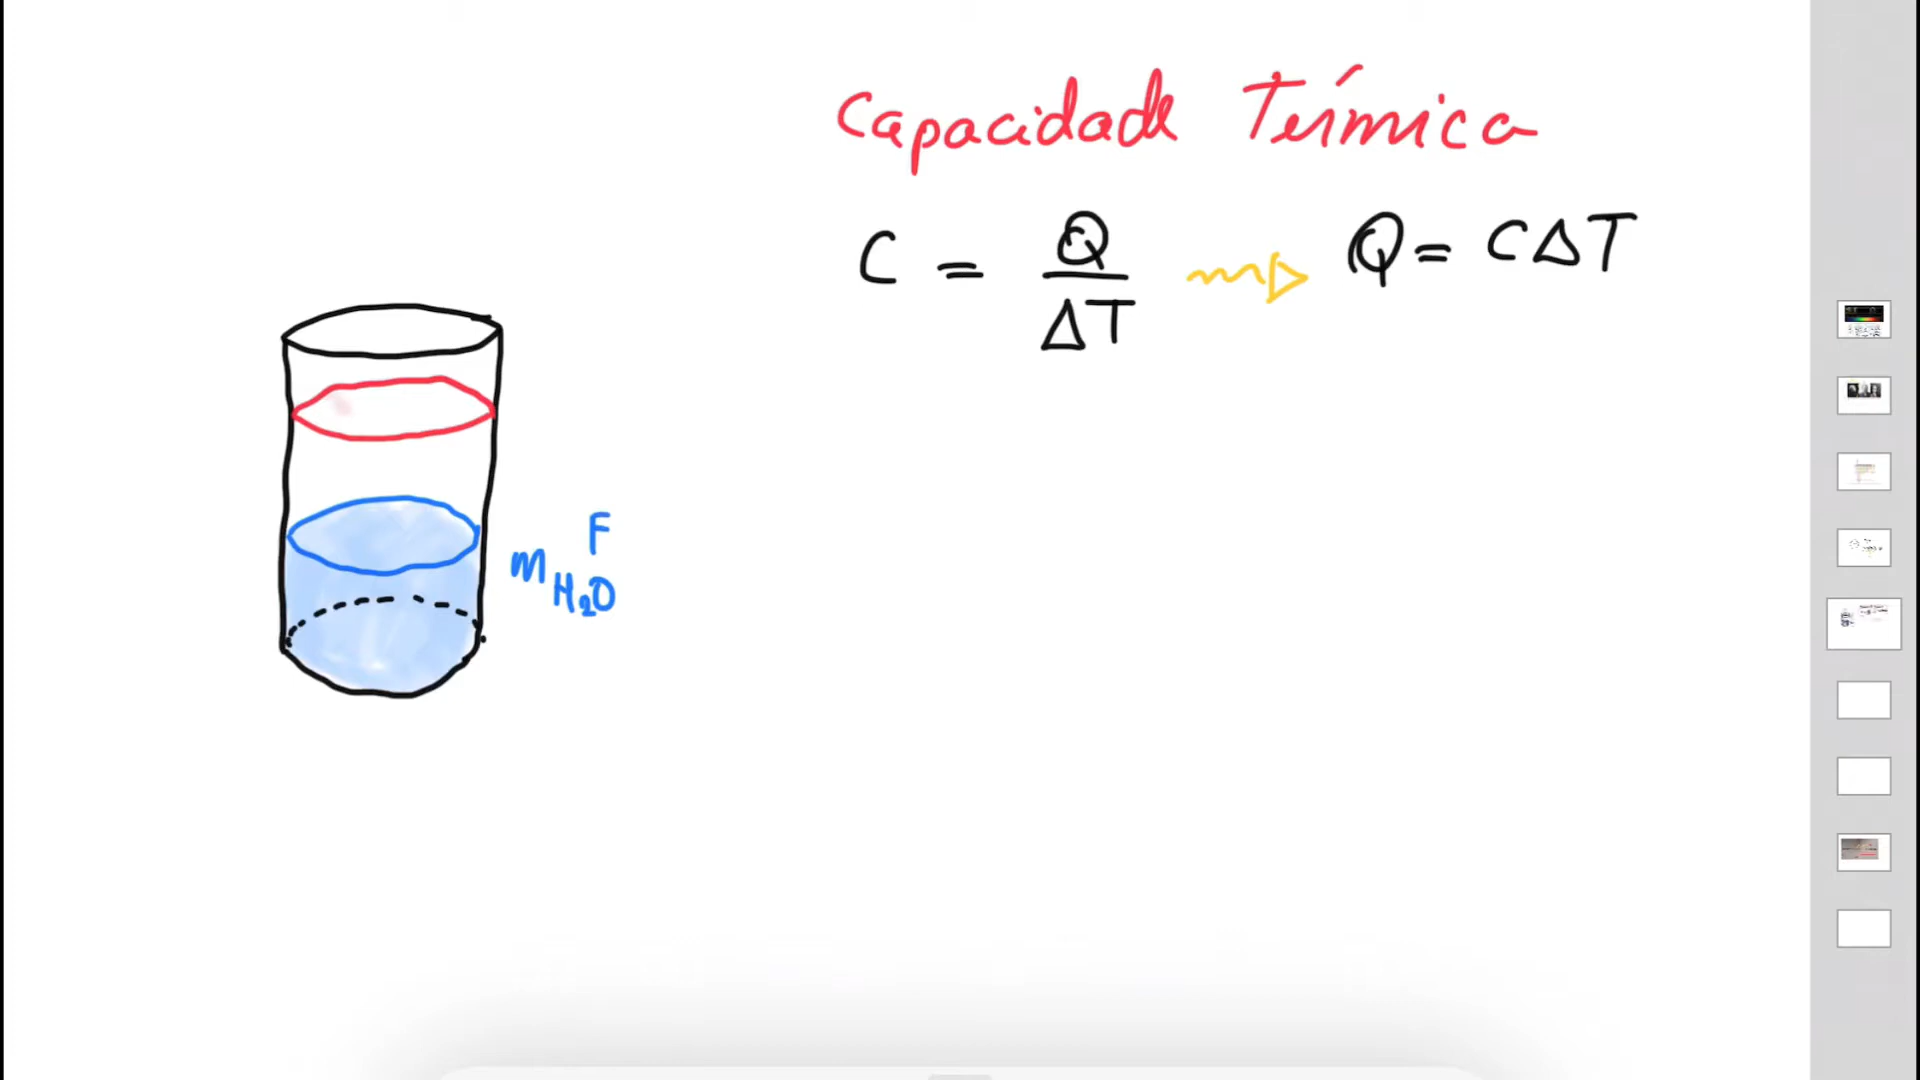 Capacidade Térmica
C = Q/ΔT → Q = CΔT
m F H₂O